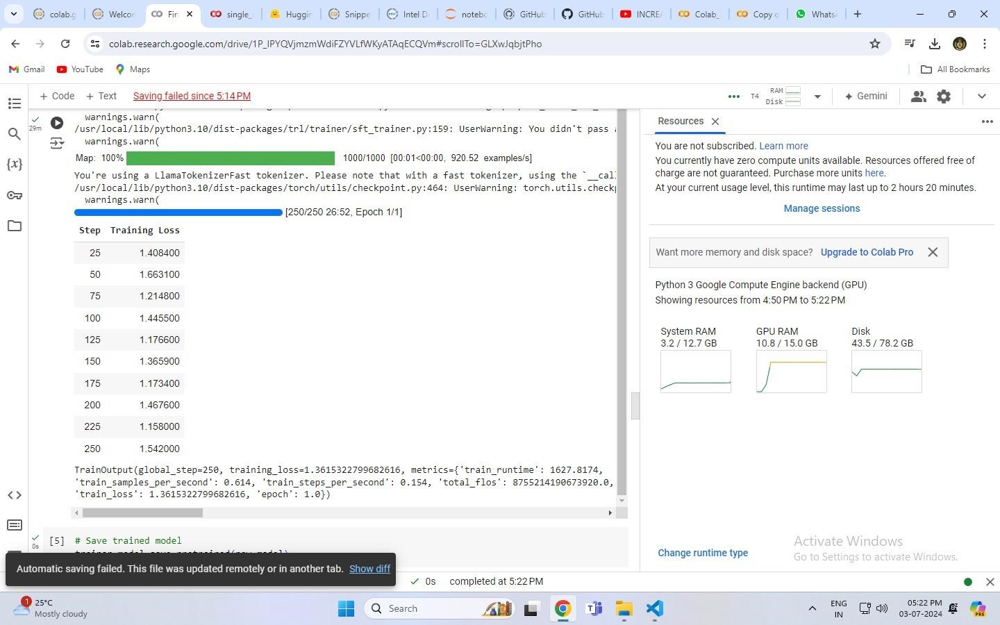 colab.g
Welcon
Fin
single_
Huggin
Snippe
Intel D
notebo
GitHub
GitHub
INCREA
Colab_
Copy o
WhatsA
colab.research.google.com/drive/1P_IPYQVjmzmWdiFZYVLfWKyATAqECQVm#scrollTo=GLXwJqbjtPho
Gmail YouTube Maps All Bookmarks
+ Code + Text Saving failed since 5:14 PM
T4 RAM Disk Gemini
29m
warnings.warn(
/usr/local/lib/python3.10/dist-packages/trl/trainer/sft_trainer.py:159: UserWarning: You didn't pass a
warnings.warn(
Map: 100% 1000/1000 [00:01<00:00, 920.52 examples/s]
You're using a LlamaTokenizerFast tokenizer. Please note that with a fast tokenizer, using the `__cal
/usr/local/lib/python3.10/dist-packages/torch/utils/checkpoint.py:464: UserWarning: torch.utils.checkp
warnings.warn(
[250/250 26:52, Epoch 1/1]
Step Training Loss
25 1.408400
50 1.663100
75 1.214800
100 1.445500
125 1.176600
150 1.365900
175 1.173400
200 1.467600
225 1.158000
250 1.542000
TrainOutput(global_step=250, training_loss=1.3615322799682616, metrics={'train_runtime': 1627.8174,
'train_samples_per_second': 0.614, 'train_steps_per_second': 0.154, 'total_flos': 8755214190673920.0,
'train_loss': 1.3615322799682616, 'epoch': 1.0})
[5] # Save trained model
0s
Automatic saving failed. This file was updated remotely or in another tab. Show diff
0s completed at 5:22 PM
Resources
You are not subscribed. Learn more
You currently have zero compute units available. Resources offered free of
charge are not guaranteed. Purchase more units here.
At your current usage level, this runtime may last up to 2 hours 20 minutes.
Manage sessions
Want more memory and disk space? Upgrade to Colab Pro
Python 3 Google Compute Engine backend (GPU)
Showing resources from 4:50 PM to 5:22 PM
System RAM
3.2 / 12.7 GB
GPU RAM
10.8 / 15.0 GB
Disk
43.5 / 78.2 GB
Change runtime type
Activate Windows
Go to Settings to activate Windows.
1
25°C
Mostly cloudy
Search
ENG
IN
05:22 PM
03-07-2024
PRE